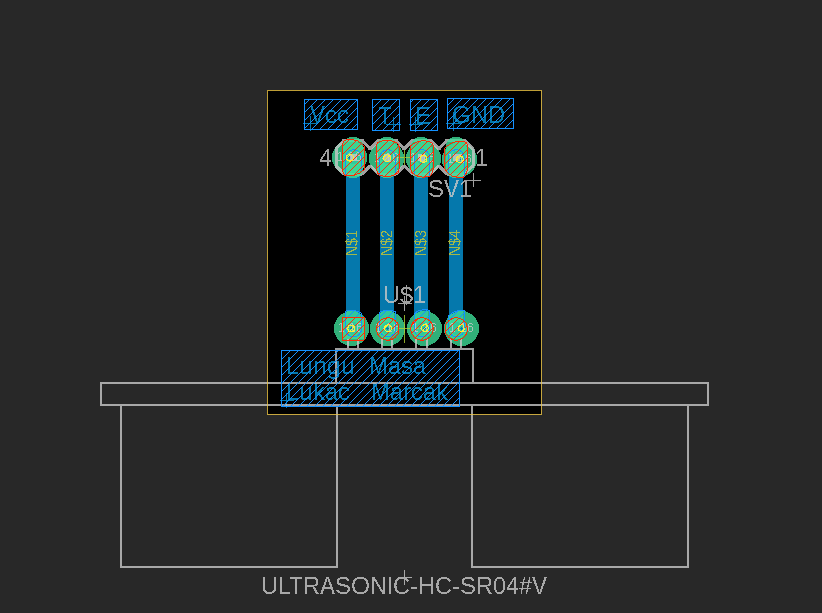 Vcc T E GND
4 1
SV1
N$1 N$2 N$3 N$4
U$1
Lungu Masa
Lukac Marcak
ULTRASONIC-HC-SR04#V